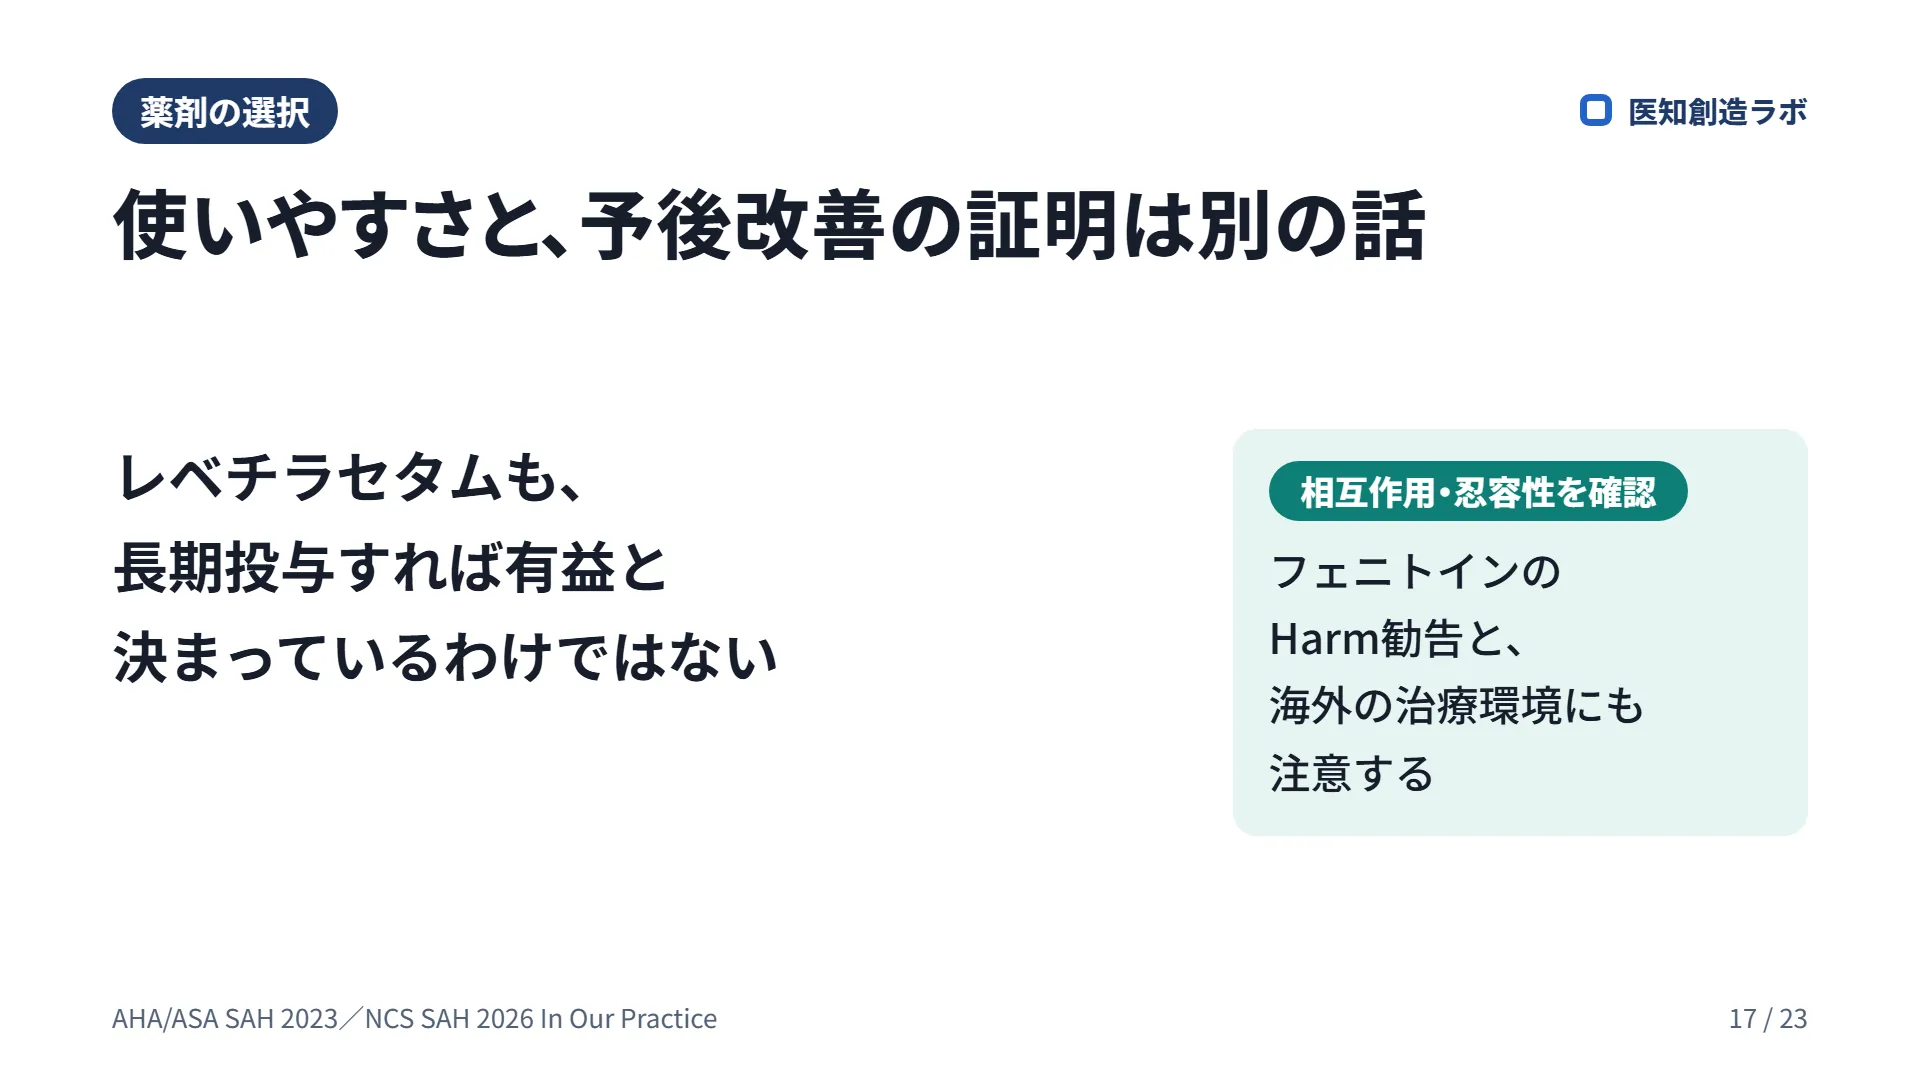 薬剤の選択
医知創造ラボ
使いやすさと、予後改善の証明は別の話
レベチラセタムも、
長期投与すれば有益と
決まっているわけではない
相互作用・忍容性を確認
フェニトインの
Harm勧告と、
海外の治療環境にも
注意する
AHA/ASA SAH 2023／NCS SAH 2026 In Our Practice
17 / 23